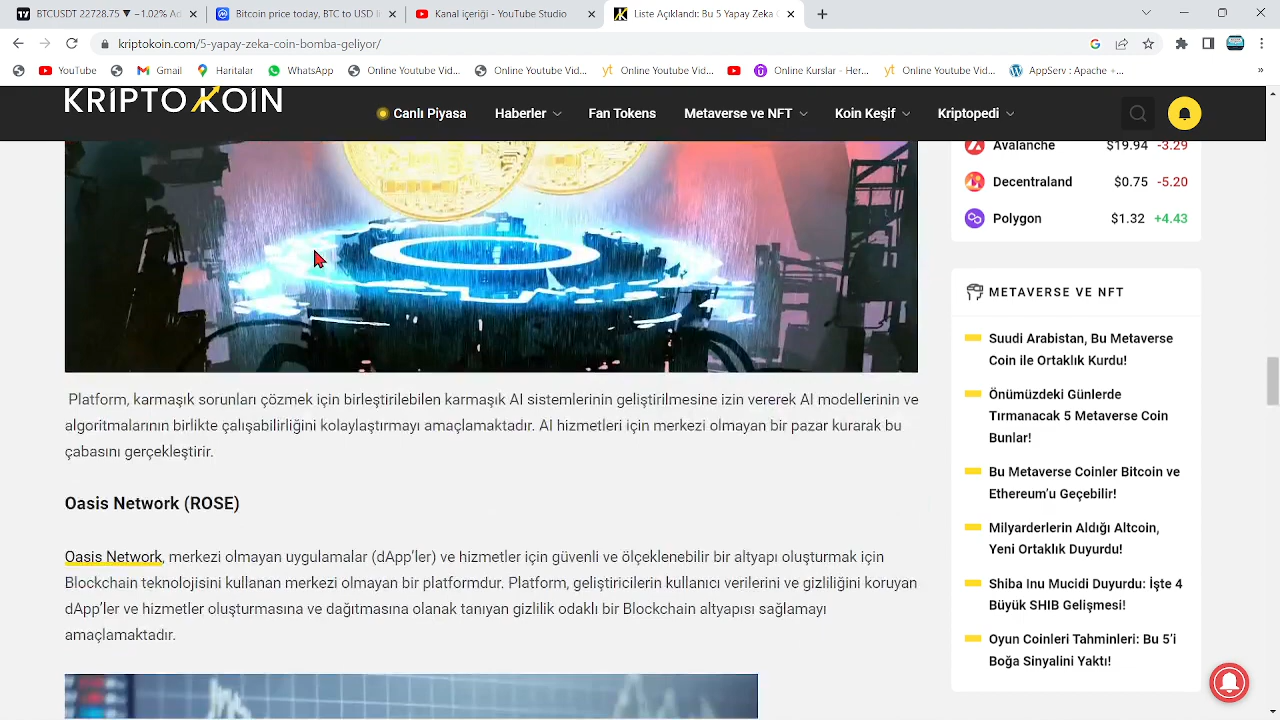 BTCUSDT 22728.75 ▼ −1.02% Ac
Bitcoin price today, BTC to USD li
Kanal içeriği - YouTube Studio
Liste Açıklandı: Bu 5 Yapay Zeka C
kriptokoin.com/5-yapay-zeka-coin-bomba-geliyor/
YouTube
Gmail
Haritalar
WhatsApp
Online Youtube Vid...
Online Youtube Vid...
Online Youtube Vid...
Online Kurslar - Her...
Online Youtube Vid...
AppServ : Apache +...
»
KRIPTOKOIN
Canlı Piyasa
Haberler
Fan Tokens
Metaverse ve NFT
Koin Keşif
Kriptopedi
Avalanche $19.94 -3.29
Decentraland $0.75 -5.20
Polygon $1.32 +4.43
Platform, karmaşık sorunları çözmek için birleştirilebilen karmaşık AI sistemlerinin geliştirilmesine izin vererek AI modellerinin ve
algoritmalarının birlikte çalışabilirliğini kolaylaştırmayı amaçlamaktadır. AI hizmetleri için merkezi olmayan bir pazar kurarak bu
çabasını gerçekleştirir.
Oasis Network (ROSE)
Oasis Network, merkezi olmayan uygulamalar (dApp'ler) ve hizmetler için güvenli ve ölçeklenebilir bir altyapı oluşturmak için
Blockchain teknolojisini kullanan merkezi olmayan bir platformdur. Platform, geliştiricilerin kullanıcı verilerini ve gizliliğini koruyan
dApp'ler ve hizmetler oluşturmasına ve dağıtmasına olanak tanıyan gizlilik odaklı bir Blockchain altyapısı sağlamayı
amaçlamaktadır.
METAVERSE VE NFT
Suudi Arabistan, Bu Metaverse
Coin ile Ortaklık Kurdu!
Önümüzdeki Günlerde
Tırmanacak 5 Metaverse Coin
Bunlar!
Bu Metaverse Coinler Bitcoin ve
Ethereum'u Geçebilir!
Milyarderlerin Aldığı Altcoin,
Yeni Ortaklık Duyurdu!
Shiba Inu Mucidi Duyurdu: İşte 4
Büyük SHIB Gelişmesi!
Oyun Coinleri Tahminleri: Bu 5'i
Boğa Sinyalini Yaktı!